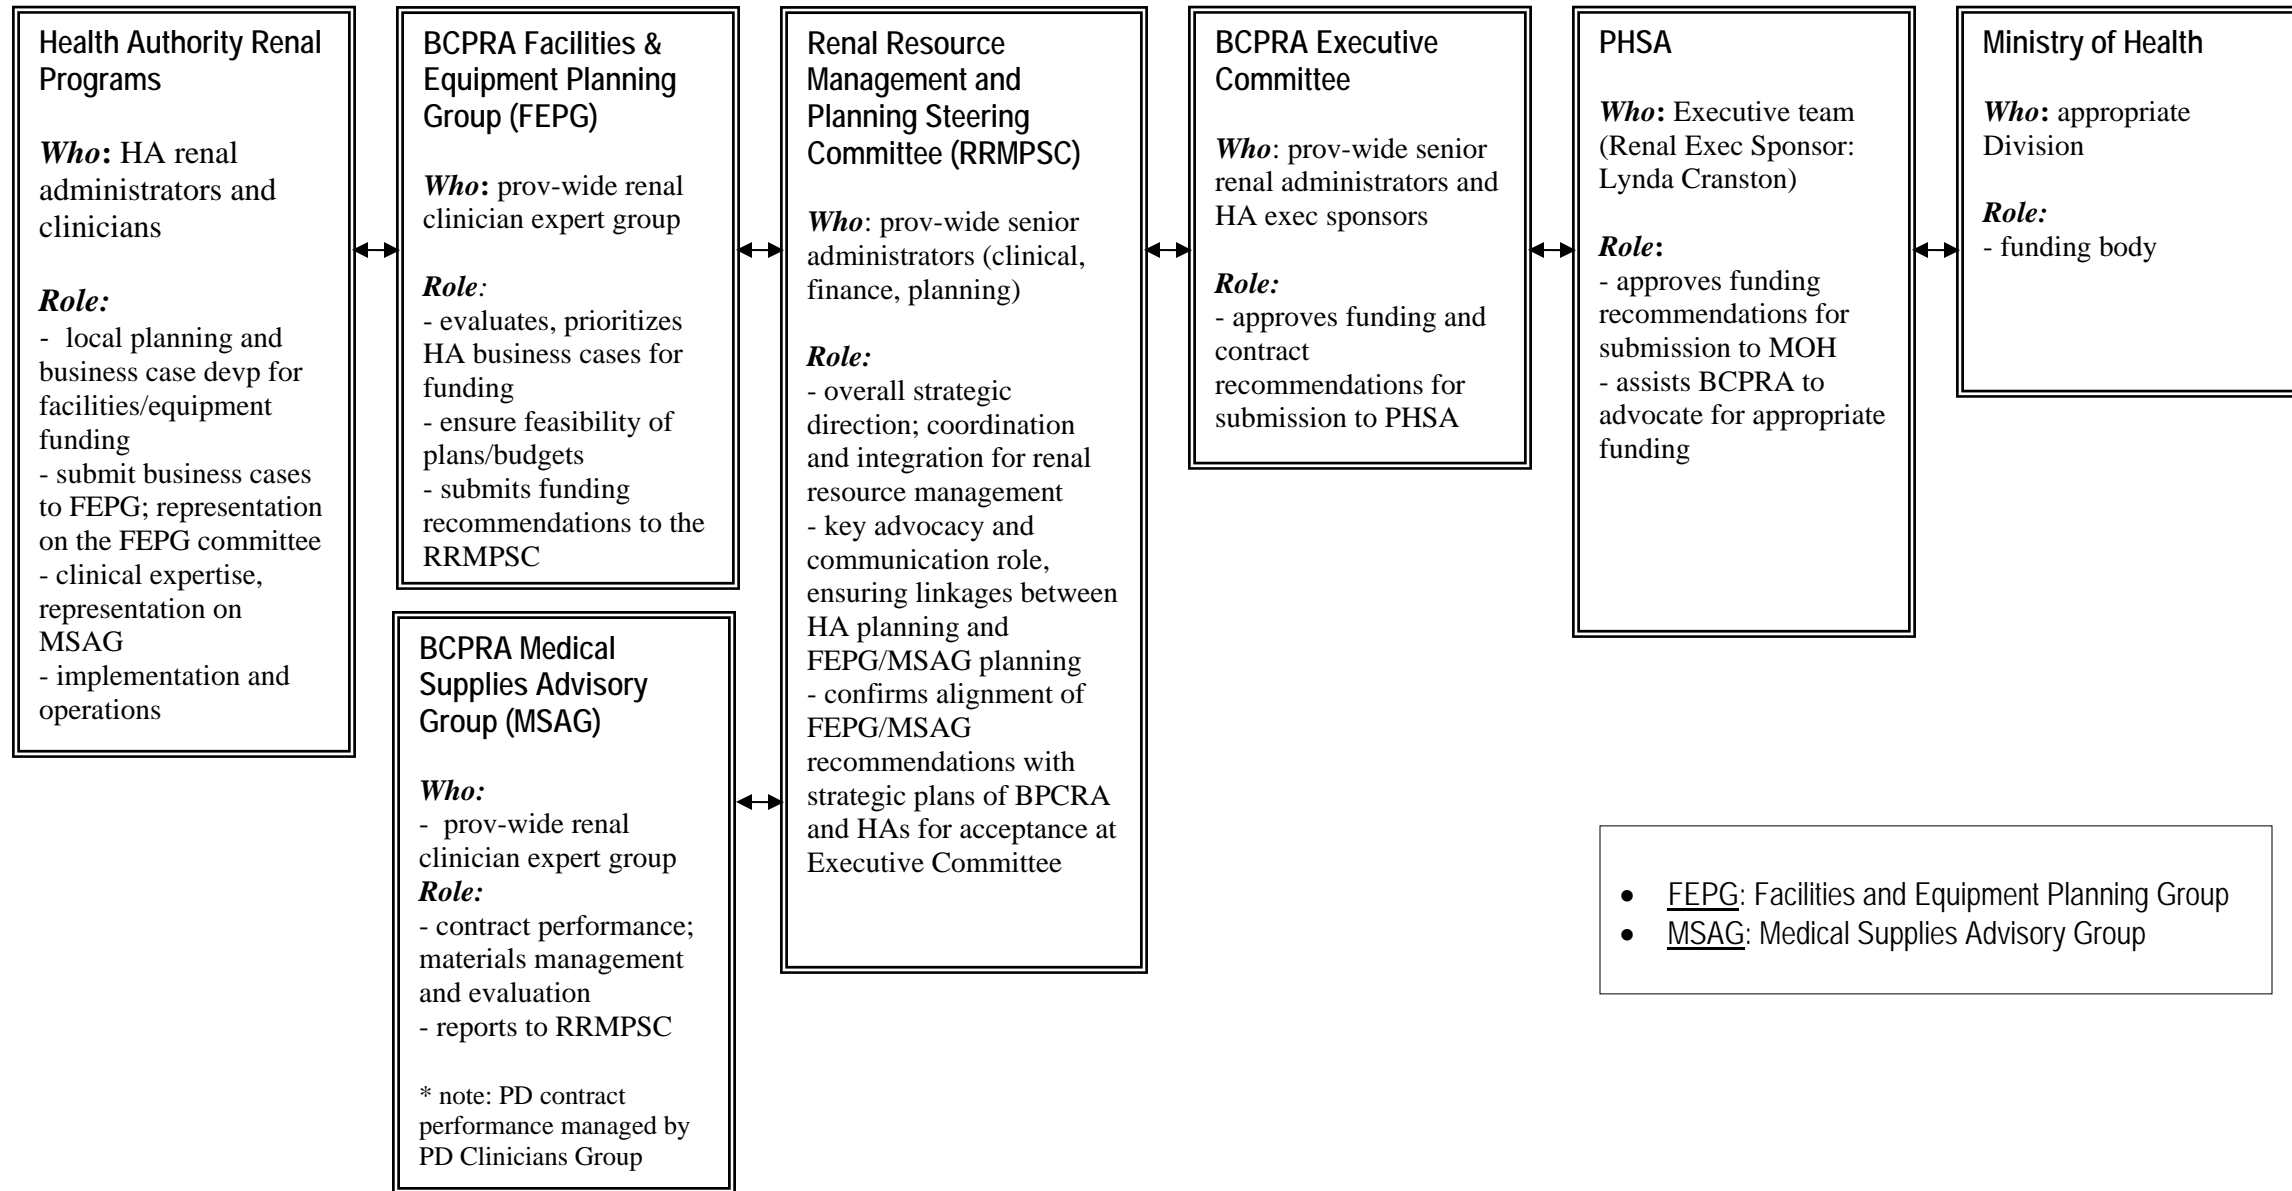 Health Authority Renal
Programs
Who: HA renal
administrators and
clinicians
Role:
- local planning and
business case devp for
facilities/equipment
funding
- submit business cases
to FEPG; representation
on the FEPG committee
- clinical expertise,
representation on
MSAG
- implementation and
operations
BCPRA Facilities &
Equipment Planning
Group (FEPG)
Who: prov-wide renal
clinician expert group
Role:
- evaluates, prioritizes
HA business cases for
funding
- ensure feasibility of
plans/budgets
- submits funding
recommendations to the
RRMPSC
BCPRA Medical
Supplies Advisory
Group (MSAG)
Who:
- prov-wide renal
clinician expert group
Role:
- contract performance;
materials management
and evaluation
- reports to RRMPSC
* note: PD contract
performance managed by
PD Clinicians Group
Renal Resource
Management and
Planning Steering
Committee (RRMPSC)
Who: prov-wide senior
administrators (clinical,
finance, planning)
Role:
- overall strategic
direction; coordination
and integration for renal
resource management
- key advocacy and
communication role,
ensuring linkages between
HA planning and
FEPG/MSAG planning
- confirms alignment of
FEPG/MSAG
recommendations with
strategic plans of BPCRA
and HAs for acceptance at
Executive Committee
BCPRA Executive
Committee
Who: prov-wide senior
renal administrators and
HA exec sponsors
Role:
- approves funding and
contract
recommendations for
submission to PHSA
PHSA
Who: Executive team
(Renal Exec Sponsor:
Lynda Cranston)
Role:
- approves funding
recommendations for
submission to MOH
- assists BCPRA to
advocate for appropriate
funding
Ministry of Health
Who: appropriate
Division
Role:
- funding body
• FEPG: Facilities and Equipment Planning Group
• MSAG: Medical Supplies Advisory Group